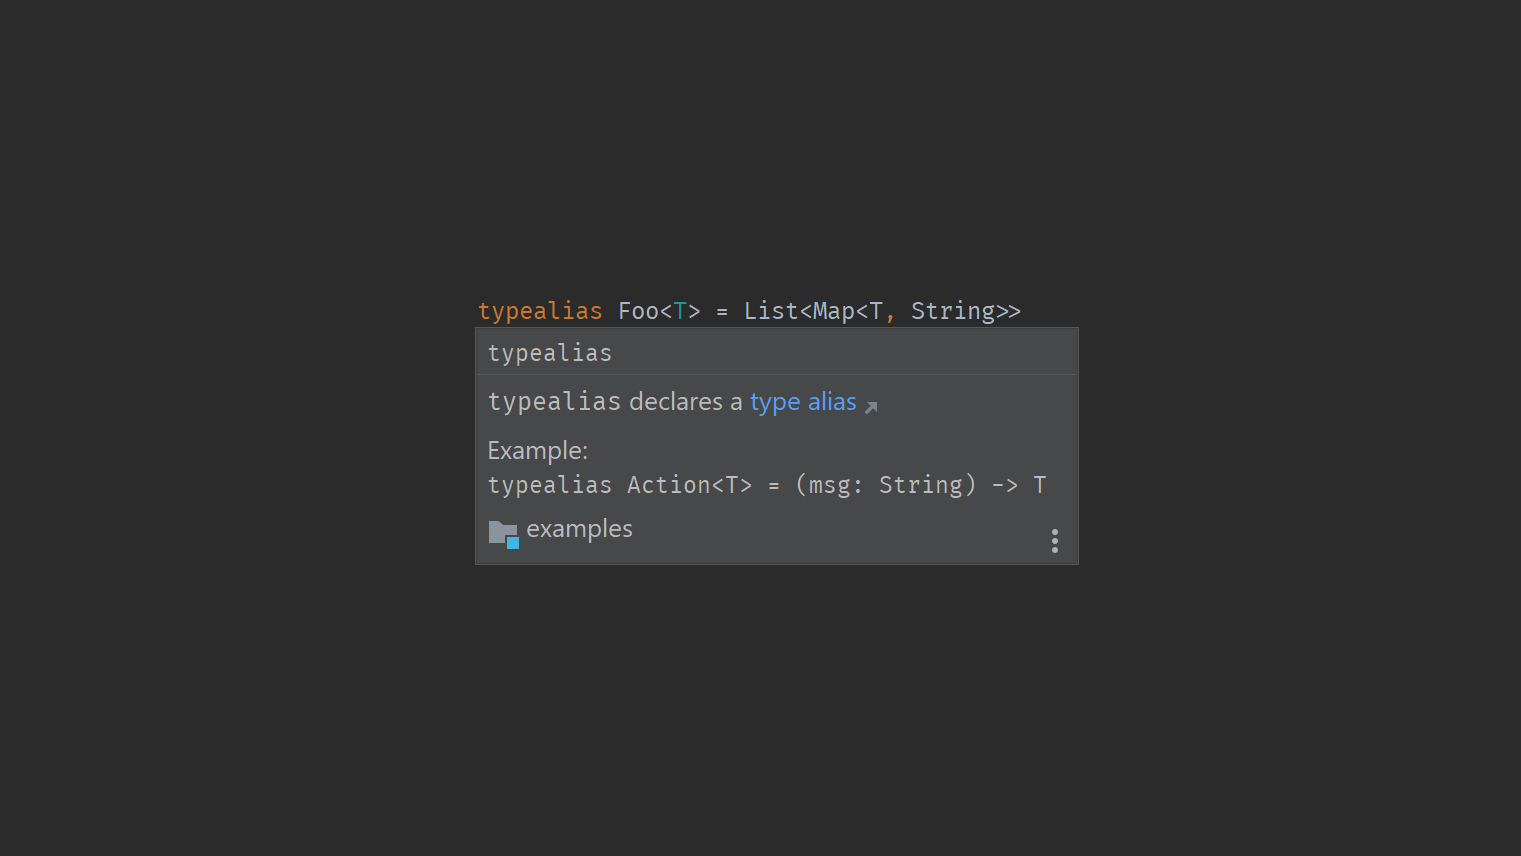 typealias Foo<T> = List<Map<T, String>>
typealias
typealias declares a type alias
Example:
typealias Action<T> = (msg: String) -> T
examples